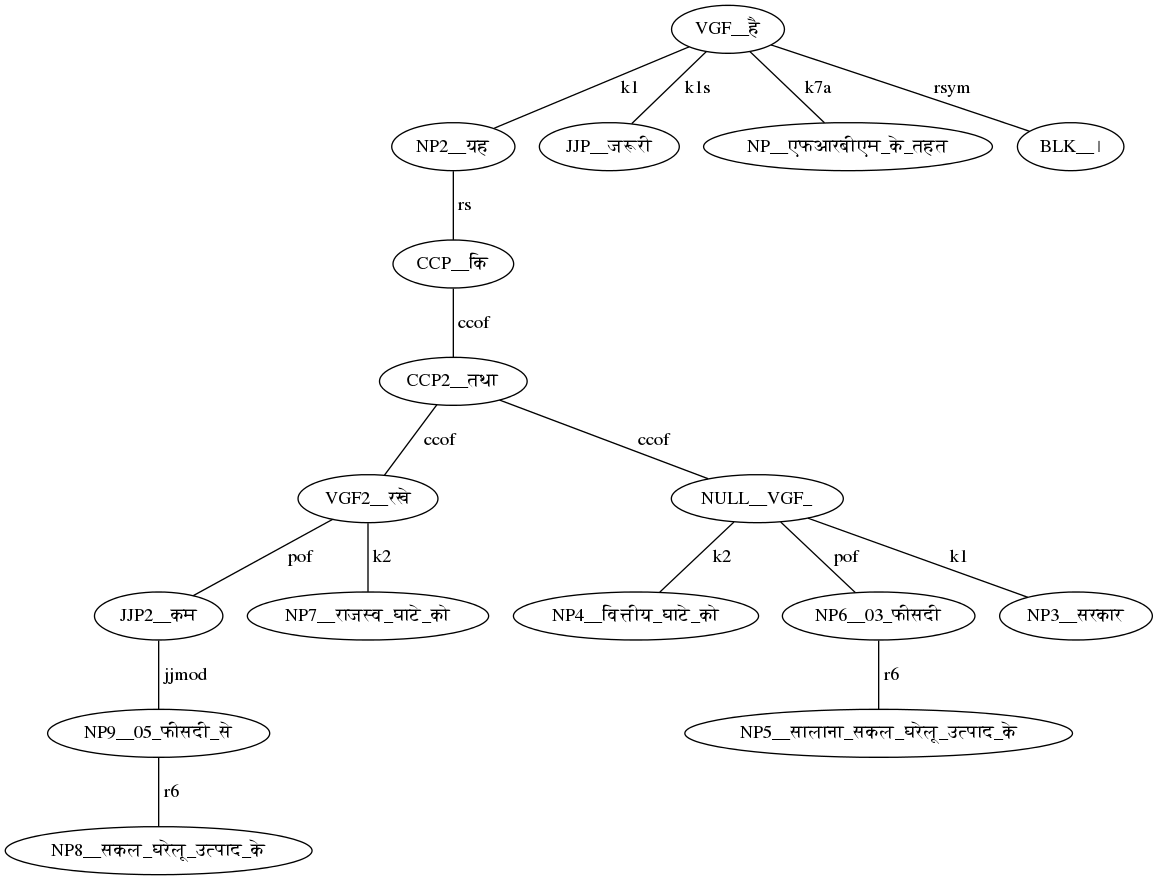 VGF__है
k1 k1s k7a rsym
NP2__यह JJP__जरूरी NP__एफआरबीएम_के_तहत BLK__।
rs
CCP__कि
ccof
CCP2__तथा
ccof ccof
VGF2__रखे NULL__VGF_
pof k2 k2 pof k1
JJP2__कम NP7__राजस्व_घाटे_को NP4__वित्तीय_घाटे_को NP6__03_फीसदी NP3__सरकार
jjmod r6
NP9__05_फीसदी_से NP5__सालाना_सकल_घरेलू_उत्पाद_के
r6
NP8__सकल_घरेलू_उत्पाद_के